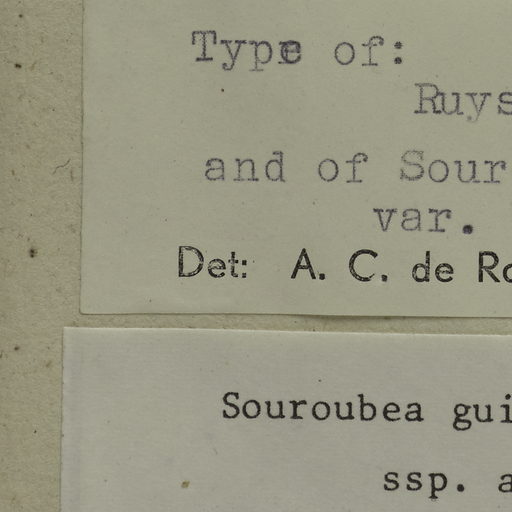 Type of:
Ruys
and of Sour
var.
Det: A. C. de Ro
Souroubea gui
ssp. a